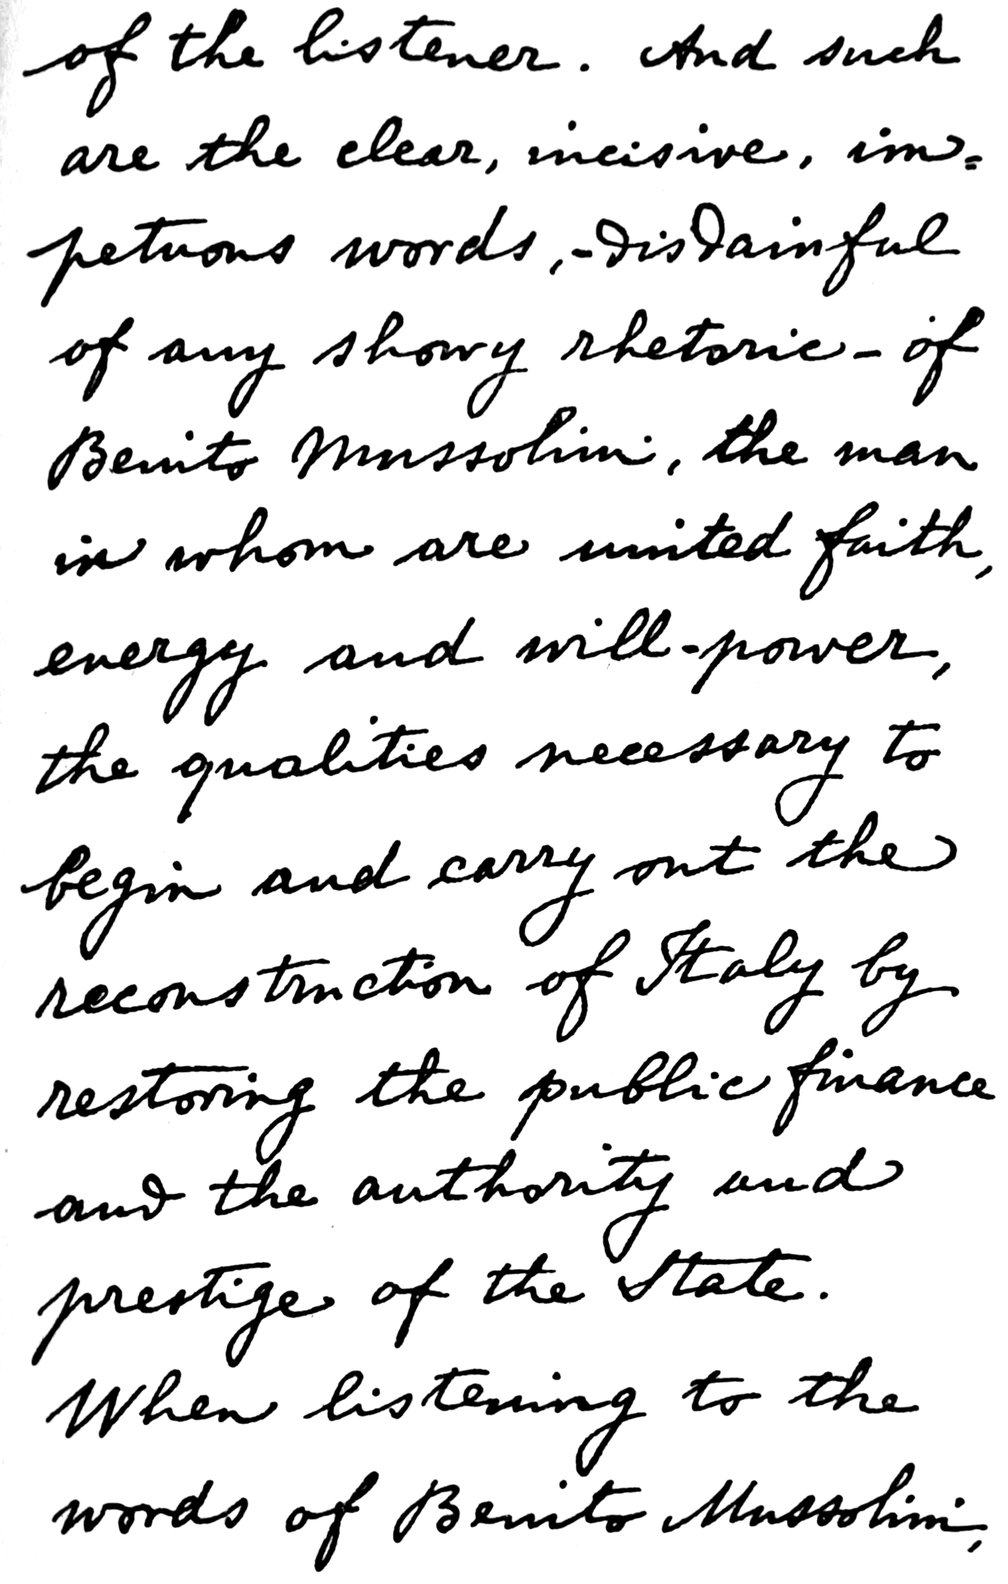 of the listener. And such
are the clear, incisive, im=
petuous words,-disdainful
of any showy rhetoric - of
Benito Mussolini, the man
in whom are united faith,
energy and will-power,
the qualities necessary to
begin and carry out the
reconstruction of Italy by
restoring the public finance
and the authority and
prestige of the State.
When listening to the
words of Benito Mussolini,